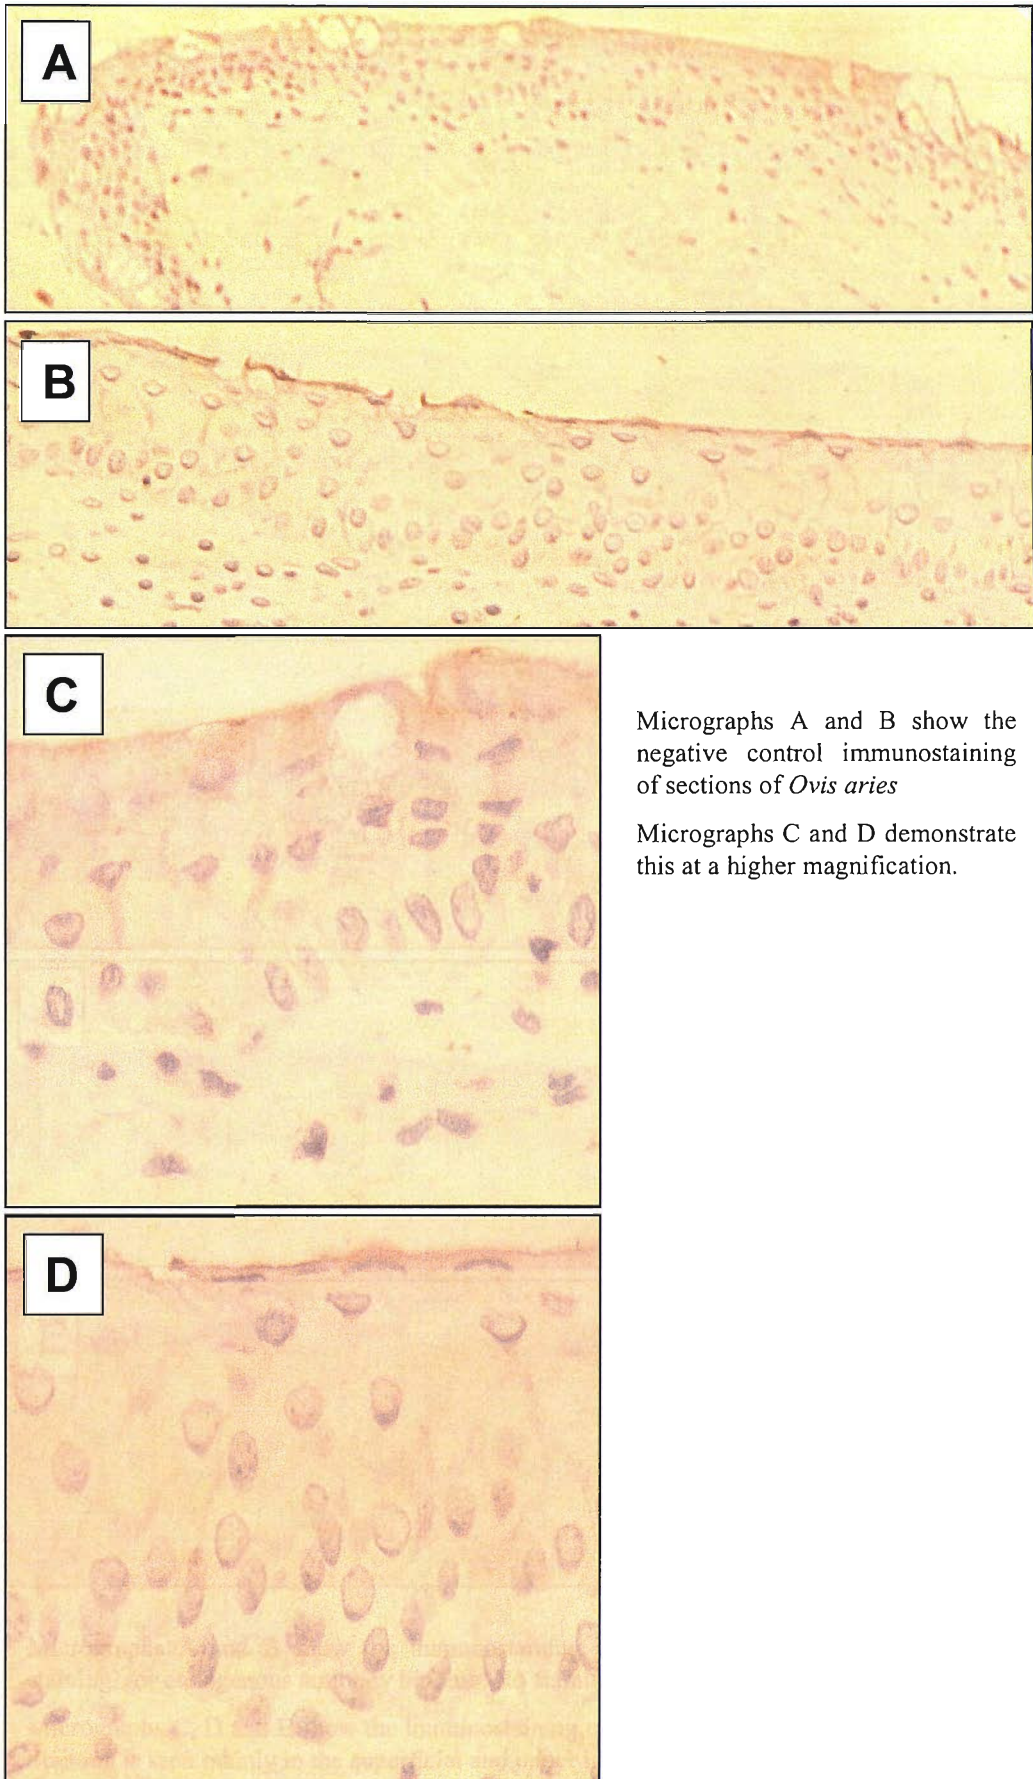 A
B
C
Micrographs A and B show the
negative control immunostaining
of sections of Ovis aries
Micrographs C and D demonstrate
this at a higher magnification.
D